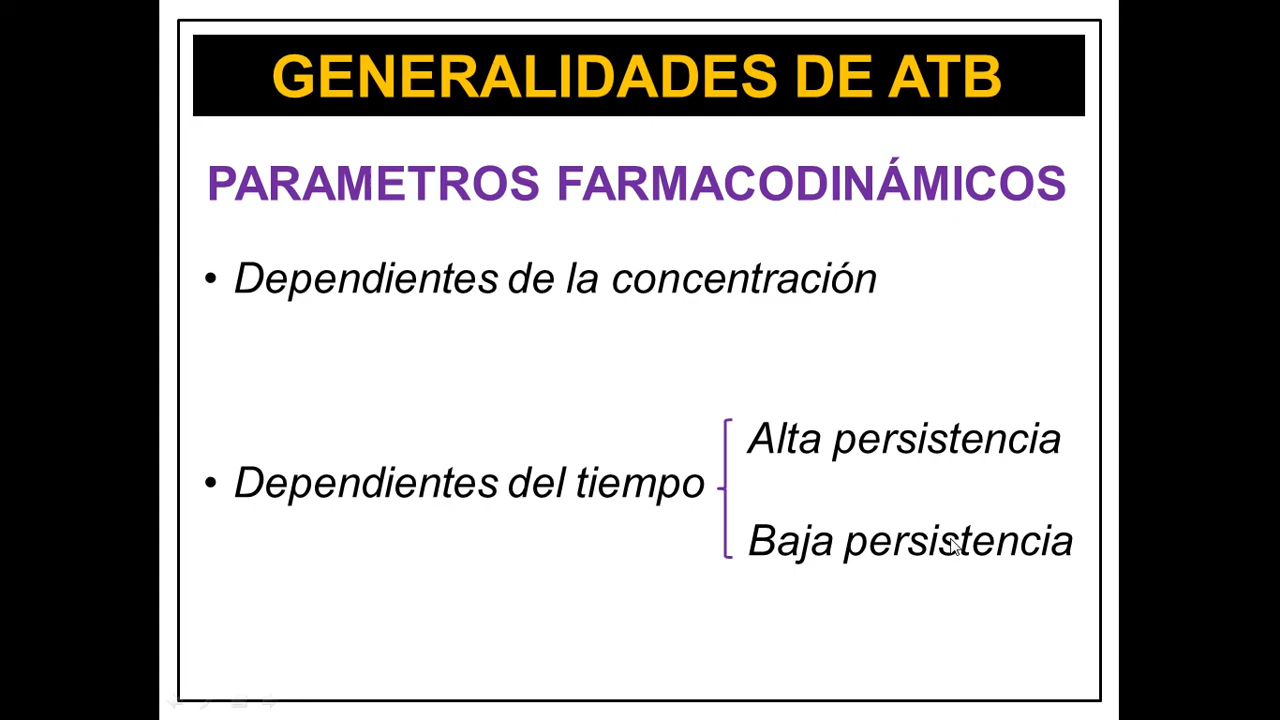 GENERALIDADES DE ATB
PARAMETROS FARMACODINÁMICOS
• Dependientes de la concentración
Alta persistencia
• Dependientes del tiempo
Baja persistencia